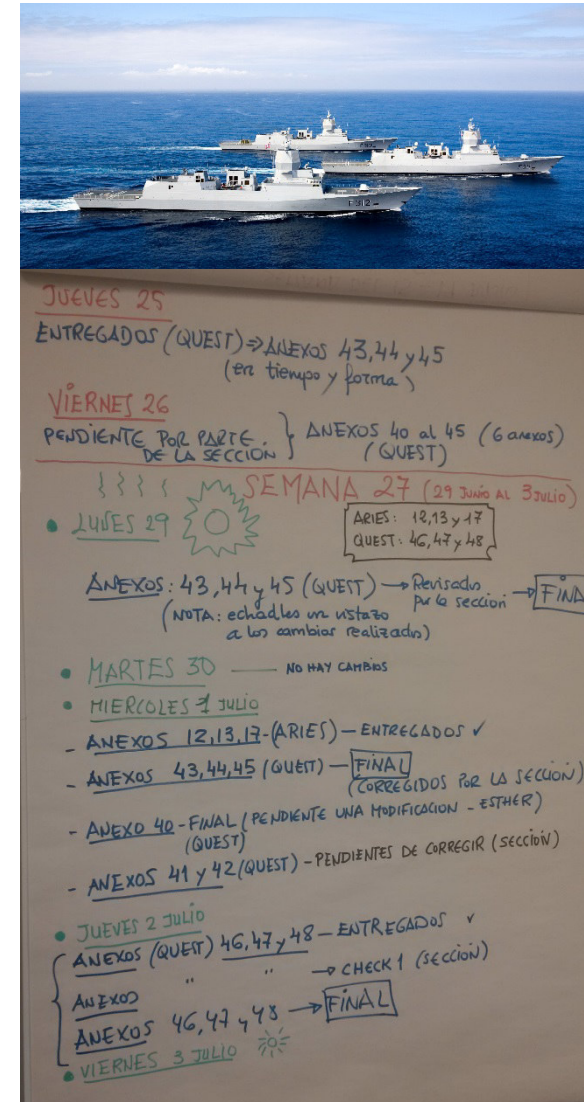 F312
JUEVES 25
ENTREGADOS (QUEST) ⇒ ANEXOS 43,44 y 45
(en tiempo y forma)
VIERNES 26
PENDIENTE POR PARTE
DE LA SECCIÓN } ANEXOS 40 al 45 (6 anexos)
(QUEST)
SEMANA 27 (29 JUNIO AL 3 JULIO)
• LUNES 29
ARIES: 12,13 y 17
QUEST: 46,47 y 48
ANEXOS: 43,44 y 45 (QUEST) → Revisados
por la sección → FINA
(NOTA: echadles un vistazo
a los cambios realizado)
• MARTES 30 — NO HAY CAMBIOS
• MIERCOLES 1 JULIO
- ANEXOS 12,13,17-(ARIES) — ENTREGADOS ✓
- ANEXOS 43,44,45 (QUEST) — FINAL
(CORREGIDOS POR LA SECCIÓN)
- ANEXO 40 - FINAL (PENDIENTE UNA MODIFICACION - ESTHER)
(QUEST)
- ANEXOS 41 y 42 (QUEST) - PENDIENTES DE CORREGIR (SECCIÓN)
• JUEVES 2 JULIO
ANEXOS (QUEST) 46,47 y 48 — ENTREGADOS ✓
ANEXOS " " → CHECK 1 (SECCIÓN)
ANEXOS 46,47 y 48 → FINAL
• VIERNES 3 JULIO